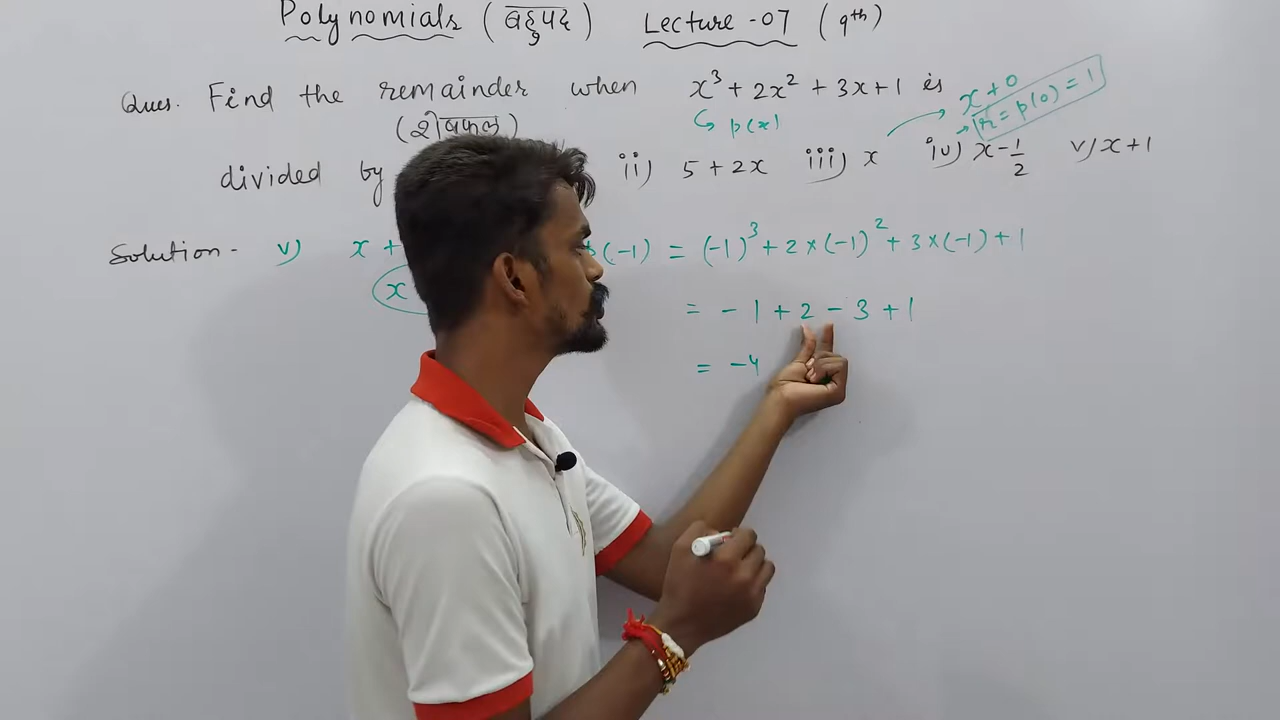 Polynomials (बहुपद) Lecture -07 (9th)
Ques. Find the remainder when x³ + 2x² + 3x + 1 is
(शेषफल) ↳ p(x) x + 0
→ r = p(0) = 1
divided by ii) 5 + 2x iii) x iv) x - 1/2 v) x + 1
Solution - v) x + (-1) = (-1)³ + 2 × (-1)² + 3 × (-1) + 1
x = - 1 + 2 - 3 + 1
= -4